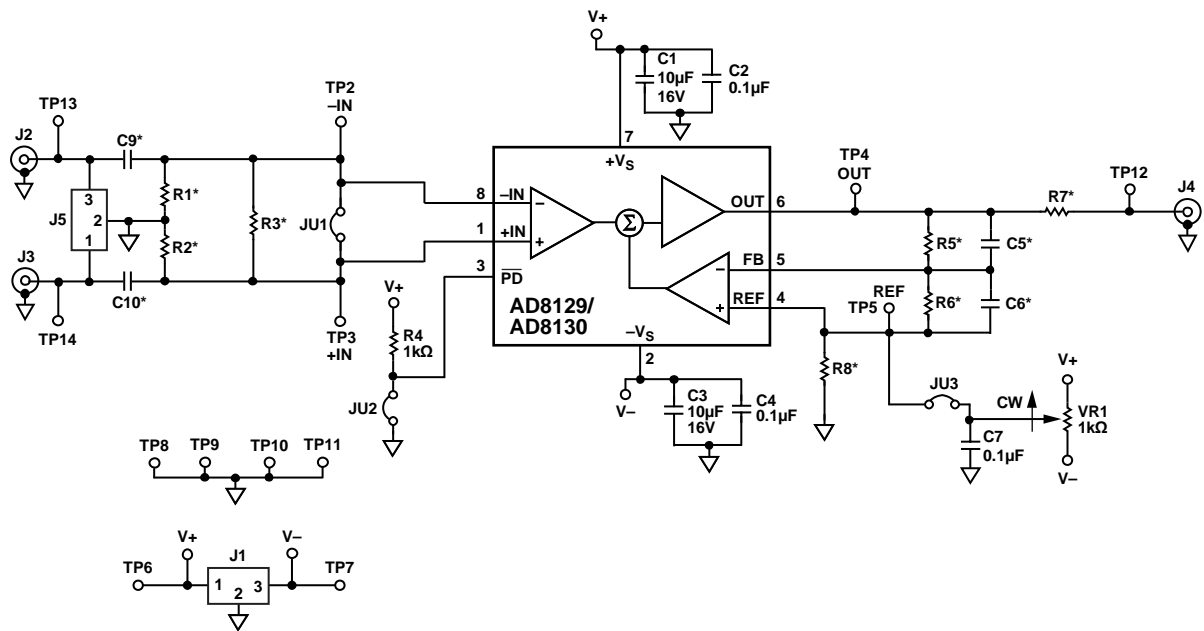 V+
C1
10µF
16V
C2
0.1µF
TP13
TP2
–IN
J2
C9*
7
+VS
TP4
OUT
TP12
J4
3
R1*
8
–IN
OUT
6
R7*
J5
2
R3*
JU1
Σ
–
+
R5*
C5*
1
R2*
1
+IN
FB
5
J3
3
PD
–
REF
TP5
R6*
C6*
C10*
V+
AD8129/
AD8130
REF
4
+
TP14
TP3
+IN
R4
1kΩ
–VS
2
R8*
V+
JU3
CW
VR1
1kΩ
JU2
V–
C3
10µF
16V
C4
0.1µF
C7
0.1µF
V–
TP8
TP9
TP10
TP11
V+
J1
V–
TP6
1
2
3
TP7